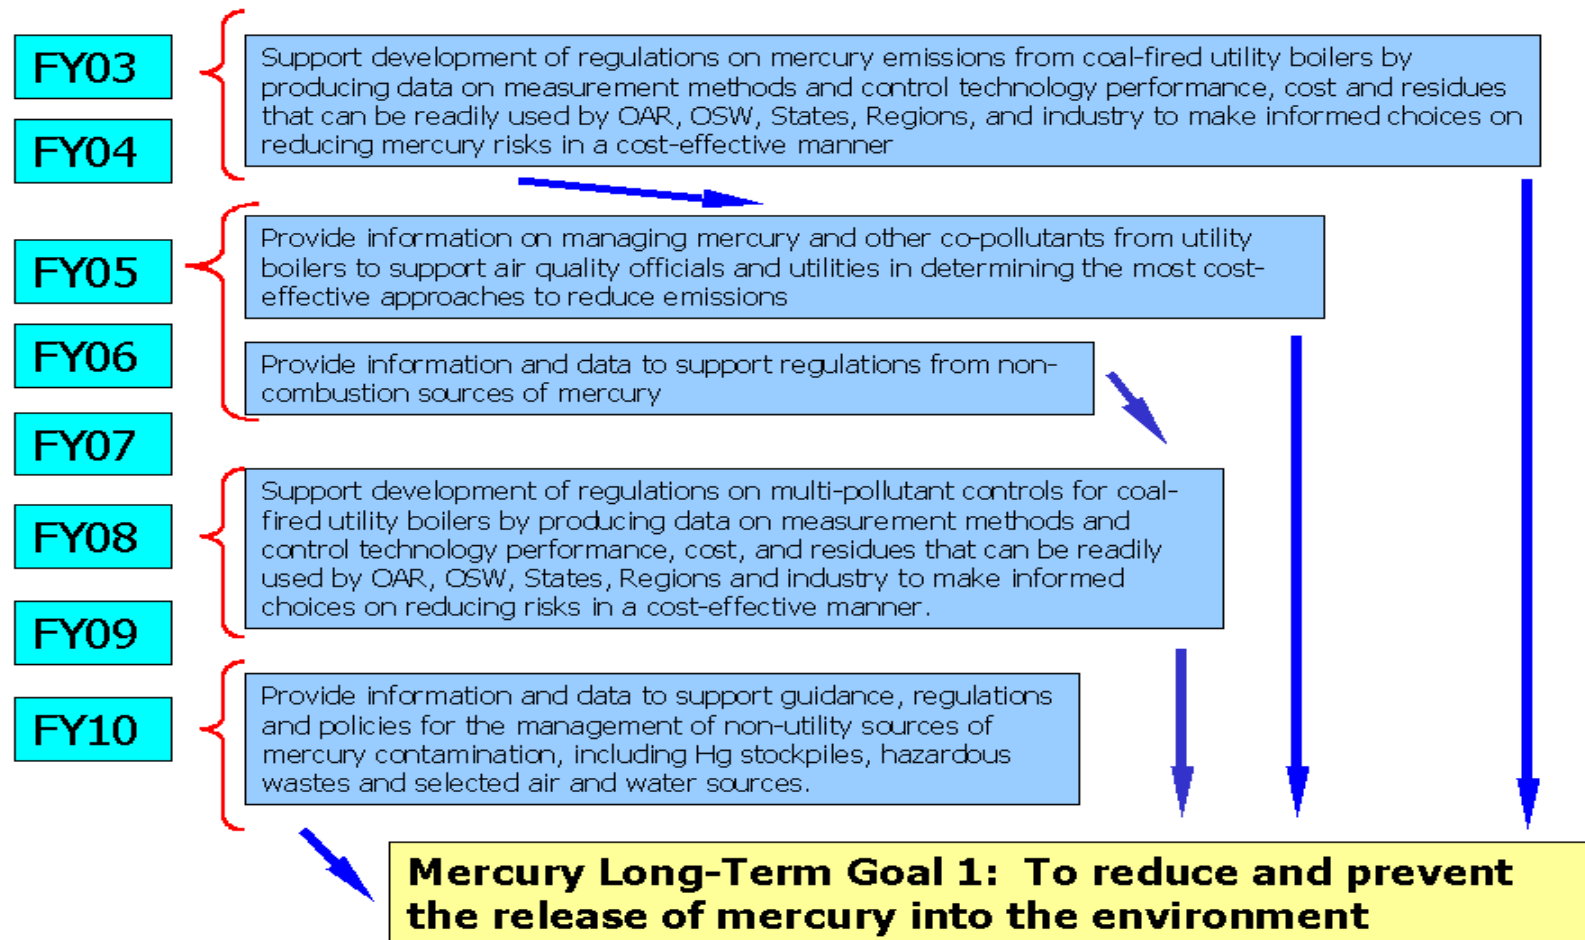 FY03
Support development of regulations on mercury emissions from coal-fired utility boilers by
producing data on measurement methods and control technology performance, cost and residues
that can be readily used by OAR, OSW, States, Regions, and industry to make informed choices on
reducing mercury risks in a cost-effective manner
FY04
FY05
Provide information on managing mercury and other co-pollutants from utility
boilers to support air quality officials and utilities in determining the most cost-
effective approaches to reduce emissions
FY06
Provide information and data to support regulations from non-
combustion sources of mercury
FY07
FY08
Support development of regulations on multi-pollutant controls for coal-
fired utility boilers by producing data on measurement methods and
control technology performance, cost, and residues that can be readily
used by OAR, OSW, States, Regions and industry to make informed
choices on reducing risks in a cost-effective manner.
FY09
FY10
Provide information and data to support guidance, regulations
and policies for the management of non-utility sources of
mercury contamination, including Hg stockpiles, hazardous
wastes and selected air and water sources.
Mercury Long-Term Goal 1: To reduce and prevent
the release of mercury into the environment